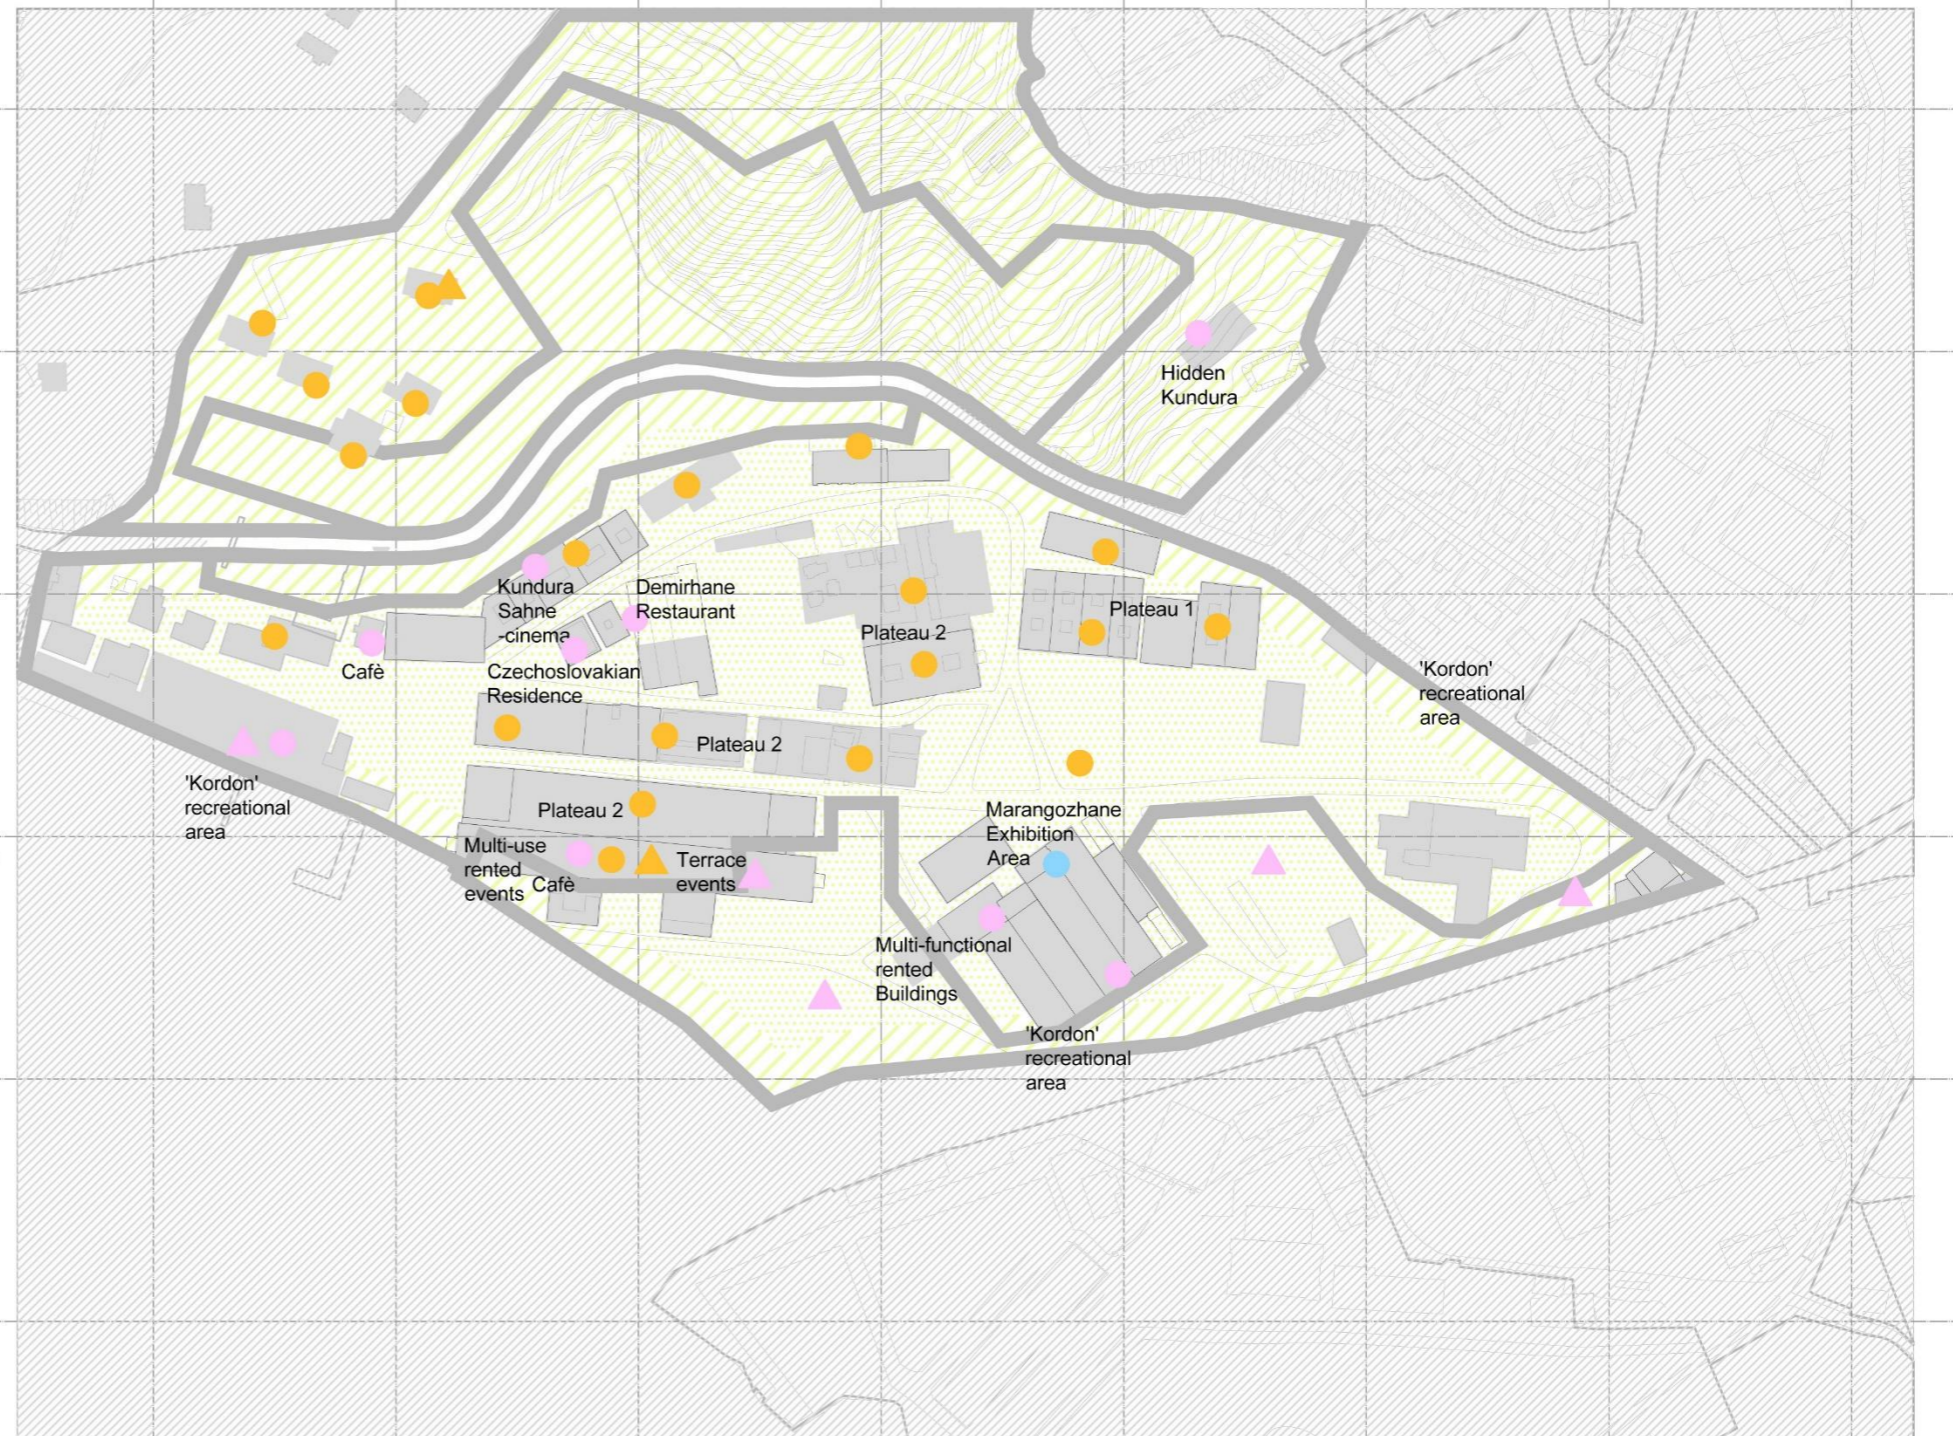 Hidden
Kundura
Kundura
Sahne
-cinema
Demirhane
Restaurant
Plateau 1
Plateau 2
Cafè
Czechoslovakian
Residence
'Kordon'
recreational
area
Plateau 2
'Kordon'
recreational
area
Plateau 2
Marangozhane
Exhibition
Area
Multi-use
rented
events
Cafè
Terrace
events
Multi-functional
rented
Buildings
'Kordon'
recreational
area